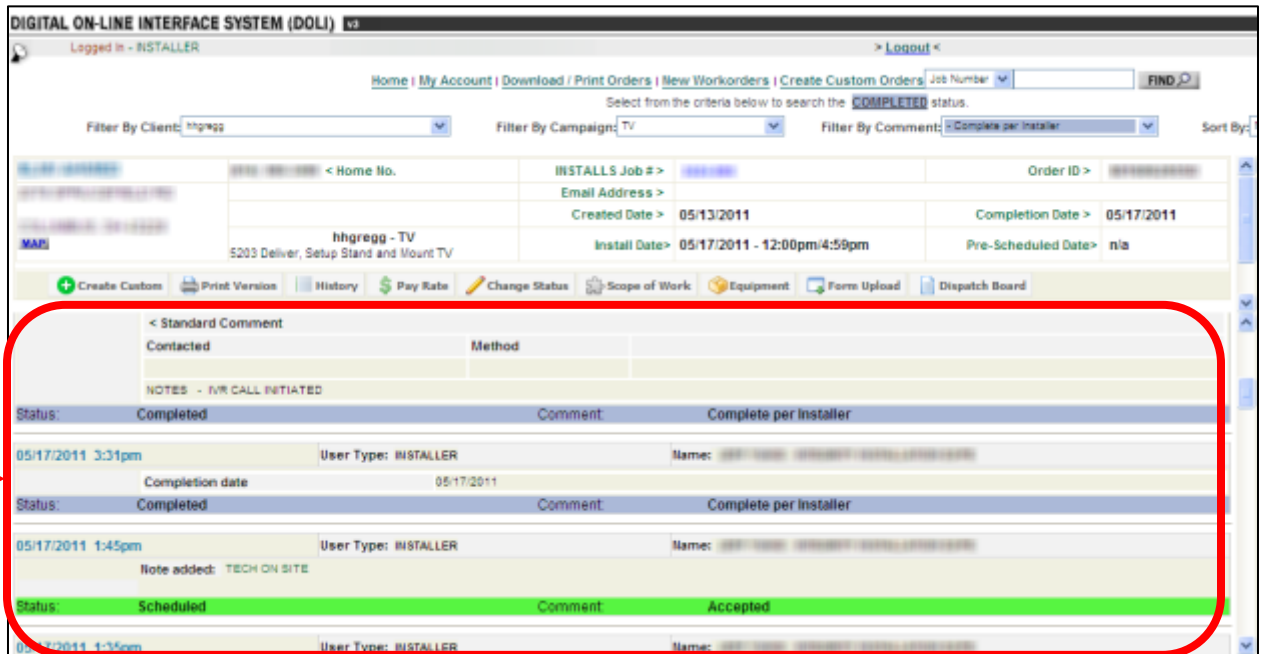 DIGITAL ON-LINE INTERFACE SYSTEM (DOLI) v3
Logged in - INSTALLER > Logout <
Home | My Account | Download / Print Orders | New Workorders | Create Custom Orders Job Number FIND
Select from the criteria below to search the COMPLETED status.
Filter By Client: hhgregg Filter By Campaign: TV Filter By Comment: - Complete per Installer Sort By:
< Home No. INSTALLS Job # > Order ID >
Email Address >
Created Date > 05/13/2011 Completion Date > 05/17/2011
MAP hhgregg - TV
5203 Deliver, Setup Stand and Mount TV Install Date> 05/17/2011 - 12:00pm/4:59pm Pre-Scheduled Date> n/a
Create Custom Print Version History $ Pay Rate Change Status Scope of Work Equipment Form Upload Dispatch Board
< Standard Comment
Contacted Method
NOTES - IVR CALL INITIATED
Status: Completed Comment: Complete per Installer
05/17/2011 3:31pm User Type: INSTALLER Name:
Completion date 05/17/2011
Status: Completed Comment: Complete per Installer
05/17/2011 1:45pm User Type: INSTALLER Name:
Note added: TECH ON SITE
Status: Scheduled Comment: Accepted
05/17/2011 1:35pm User Type: INSTALLER Name: